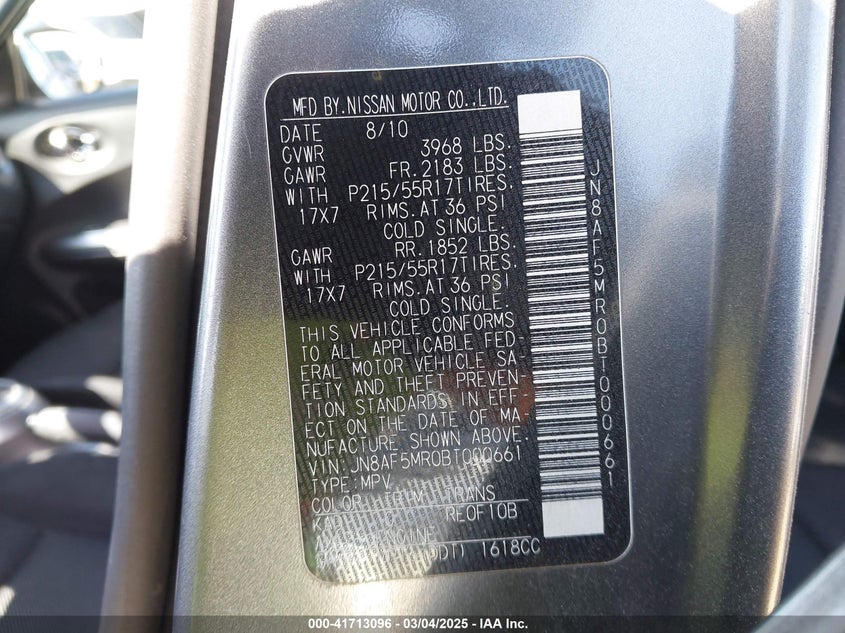 MFD BY.NISSAN MOTOR CO.,LTD.
DATE 8/10
GVWR 3968 LBS.
GAWR FR.2183 LBS.
WITH P215/55R17TIRES.
17X7 RIMS.AT 36 PSI
COLD SINGLE.
GAWR RR.1852 LBS.
WITH P215/55R17TIRES.
17X7 RIMS.AT 36 PSI
COLD SINGLE.
THIS VEHICLE CONFORMS
TO ALL APPLICABLE FED-
ERAL MOTOR VEHICLE SA-
FETY AND THEFT PREVEN-
TION STANDARDS IN EFF-
ECT ON THE DATE OF MA-
NUFACTURE SHOWN ABOVE.
VIN:JN8AF5MR0BT000661
TYPE:MPV
COLOR TRIM TRANS
RE0F10B
ENGINE
1618CC
JN8AF5MR0BT000661
000-41713096 - 03/04/2025 - IAA Inc.